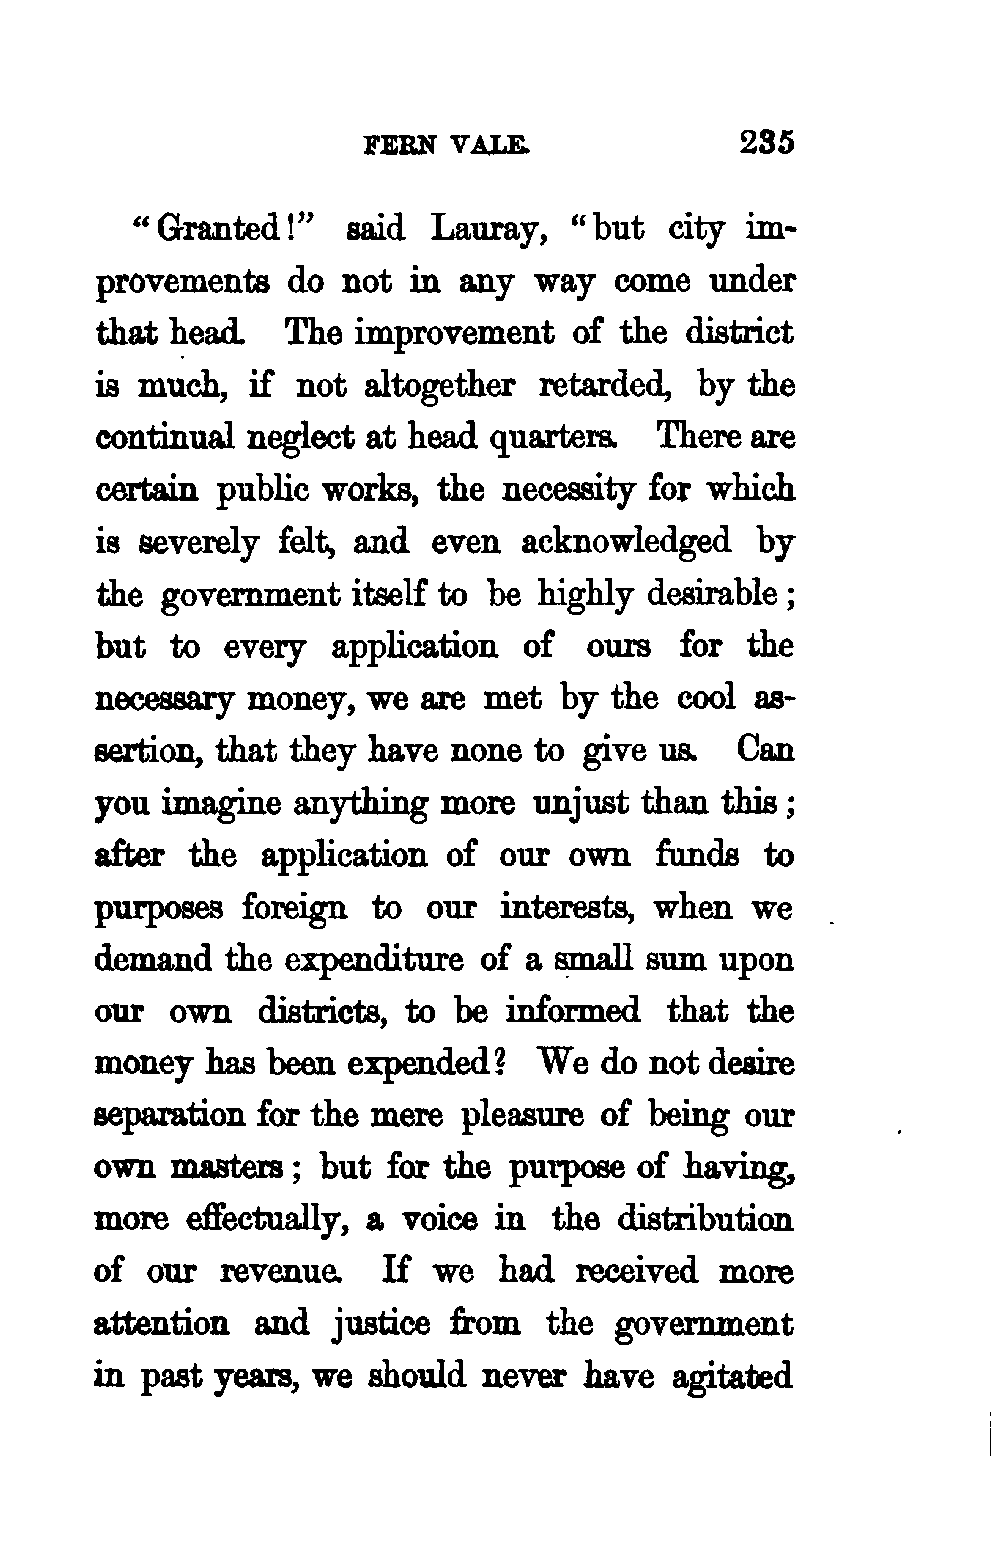 FERN VALE. 235
"Granted!" said Lauray, "but city im-
provements do not in any way come under
that head. The improvement of the district
is much, if not altogether retarded, by the
continual neglect at head quarters. There are
certain public works, the necessity for which
is severely felt, and even acknowledged by
the government itself to be highly desirable;
but to every application of ours for the
necessary money, we are met by the cool as-
sertion, that they have none to give us. Can
you imagine anything more unjust than this;
after the application of our own funds to
purposes foreign to our interests, when we
demand the expenditure of a small sum upon
our own districts, to be informed that the
money has been expended? We do not desire
separation for the mere pleasure of being our
own masters; but for the purpose of having,
more effectually, a voice in the distribution
of our revenue. If we had received more
attention and justice from the government
in past years, we should never have agitated